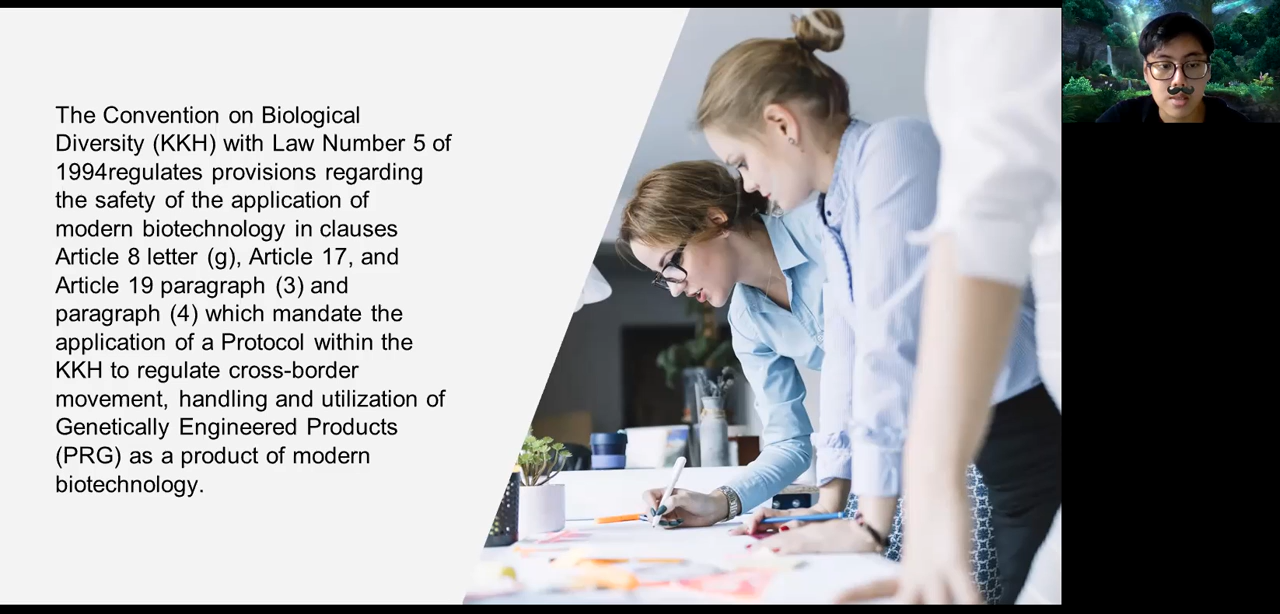 The Convention on Biological
Diversity (KKH) with Law Number 5 of
1994regulates provisions regarding
the safety of the application of
modern biotechnology in clauses
Article 8 letter (g), Article 17, and
Article 19 paragraph (3) and
paragraph (4) which mandate the
application of a Protocol within the
KKH to regulate cross-border
movement, handling and utilization of
Genetically Engineered Products
(PRG) as a product of modern
biotechnology.